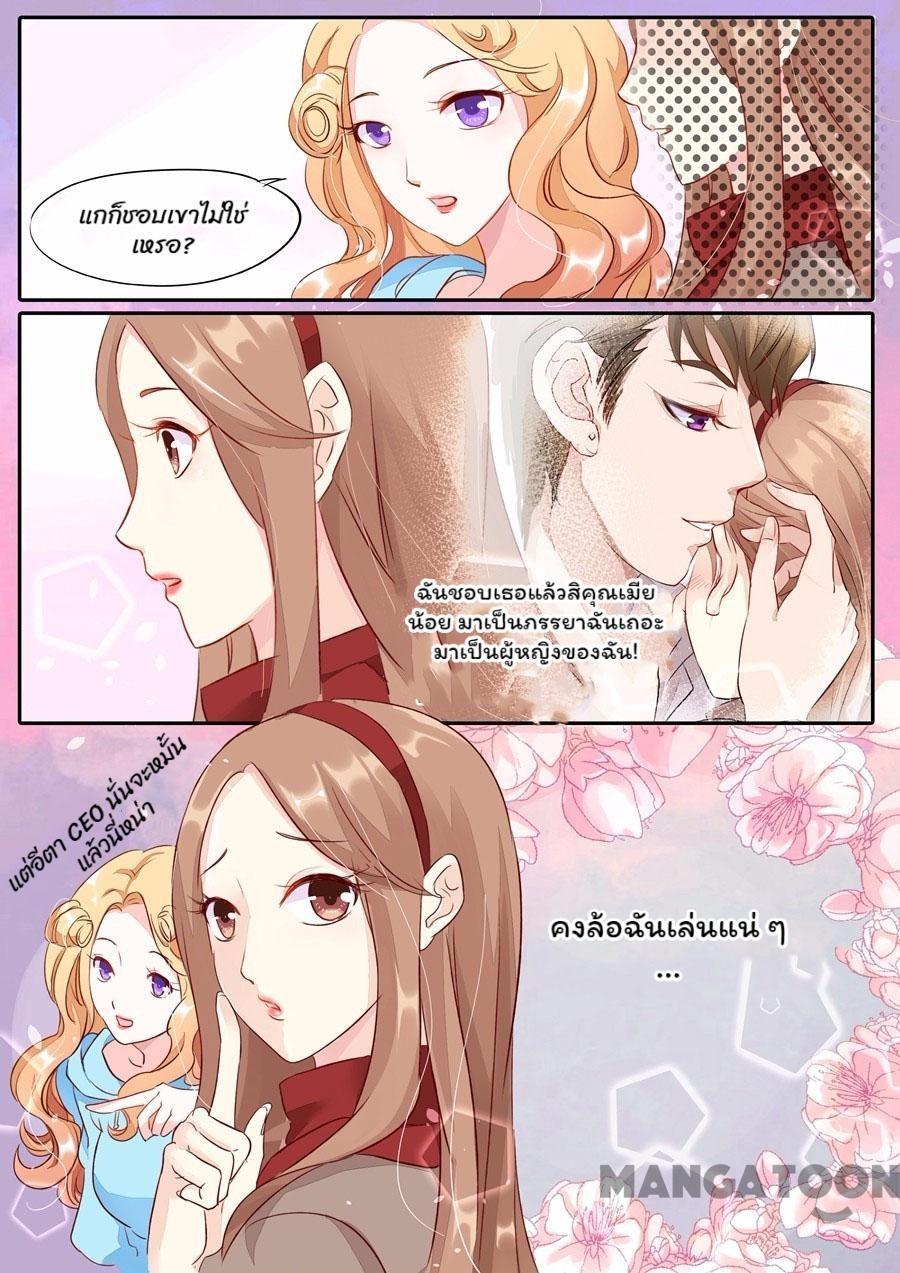 แกก็ชอบเขาไม่ใช่
เหรอ?
ฉันชอบเธอแล้วสิคุณเมีย
น้อย มาเป็นภรรยาฉันเถอะ
มาเป็นผู้หญิงของฉัน!
แต่อีตา CEO นั่นจะหมั้น
แล้วนี่หน่า
คงล้อฉันเล่นแน่ ๆ
...
MANGATOON